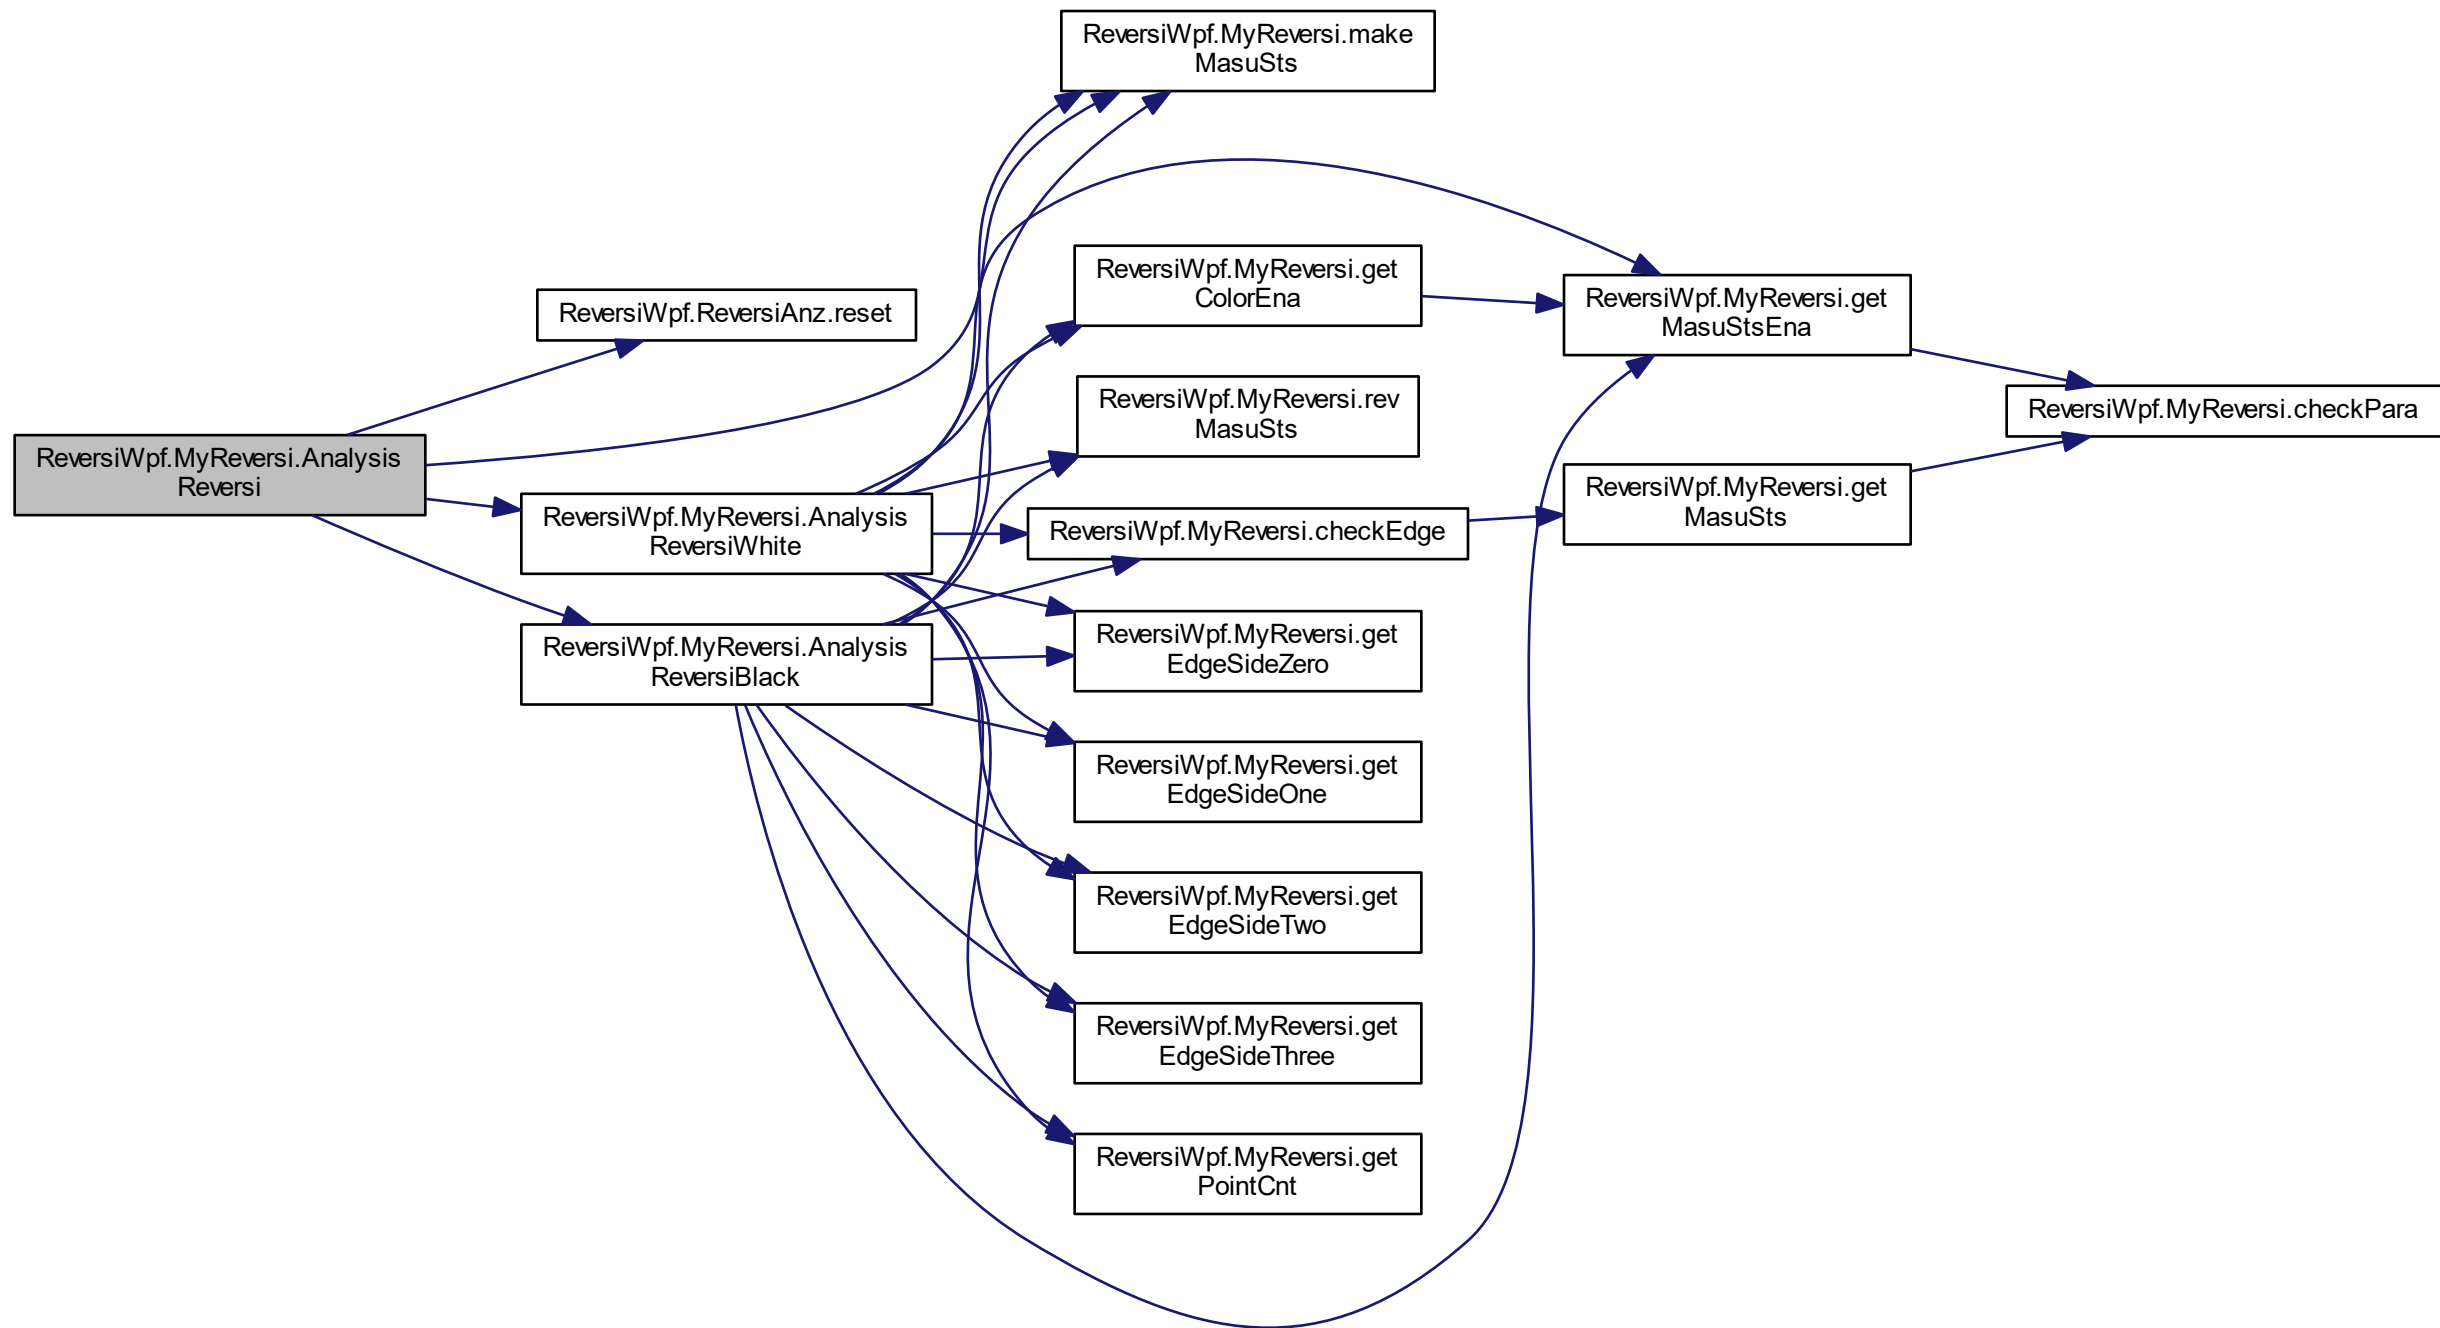 ReversiWpf.MyReversi.Analysis
Reversi
ReversiWpf.ReversiAnz.reset
ReversiWpf.MyReversi.Analysis
ReversiWhite
ReversiWpf.MyReversi.Analysis
ReversiBlack
ReversiWpf.MyReversi.make
MasuSts
ReversiWpf.MyReversi.get
ColorEna
ReversiWpf.MyReversi.rev
MasuSts
ReversiWpf.MyReversi.checkEdge
ReversiWpf.MyReversi.get
EdgeSideZero
ReversiWpf.MyReversi.get
EdgeSideOne
ReversiWpf.MyReversi.get
EdgeSideTwo
ReversiWpf.MyReversi.get
EdgeSideThree
ReversiWpf.MyReversi.get
PointCnt
ReversiWpf.MyReversi.get
MasuStsEna
ReversiWpf.MyReversi.get
MasuSts
ReversiWpf.MyReversi.checkPara